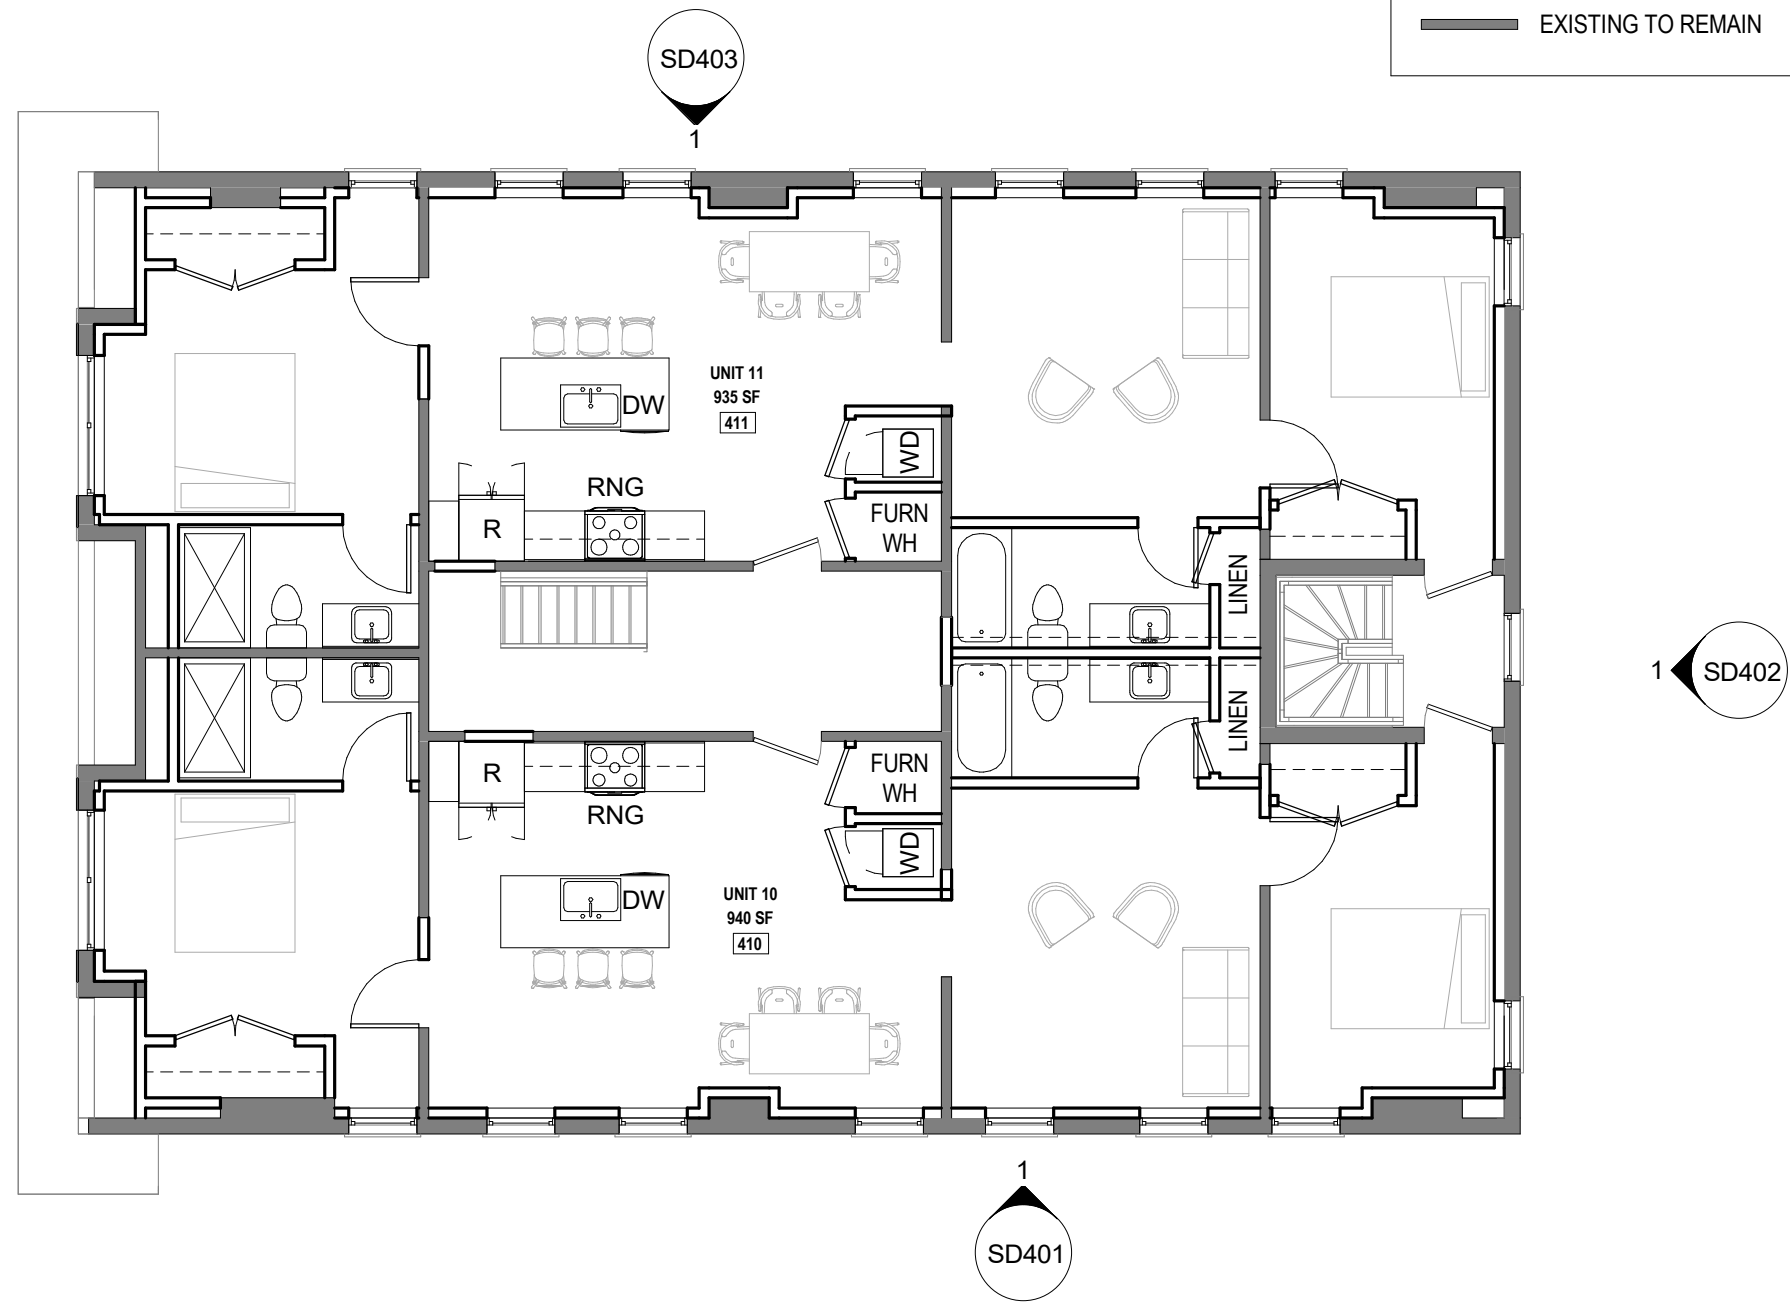 EXISTING TO REMAIN
SD403
1
UNIT 11
935 SF
411
DW
WD
RNG
R
FURN
WH
LINEN
1
SD402
LINEN
R
RNG
FURN
WH
WD
DW
UNIT 10
940 SF
410
1
SD401